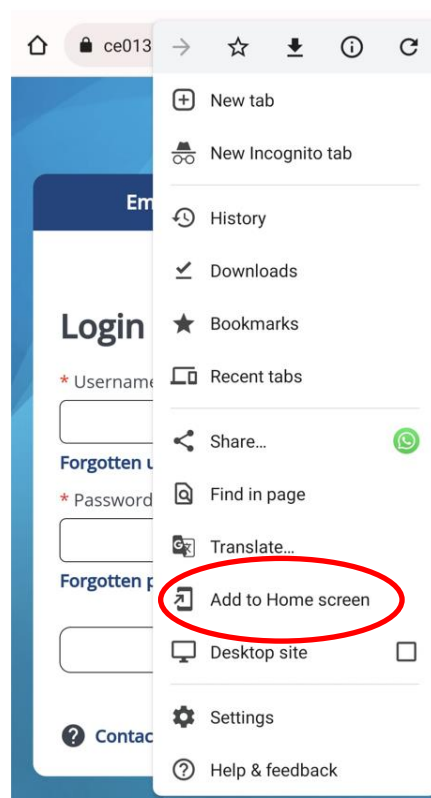 ce013
New tab
New Incognito tab
Em
History
Downloads
Login
Bookmarks
* Username
Recent tabs
Share...
Forgotten u
Find in page
* Password
Translate...
Forgotten p
Add to Home screen
Desktop site
Settings
Contac
Help & feedback